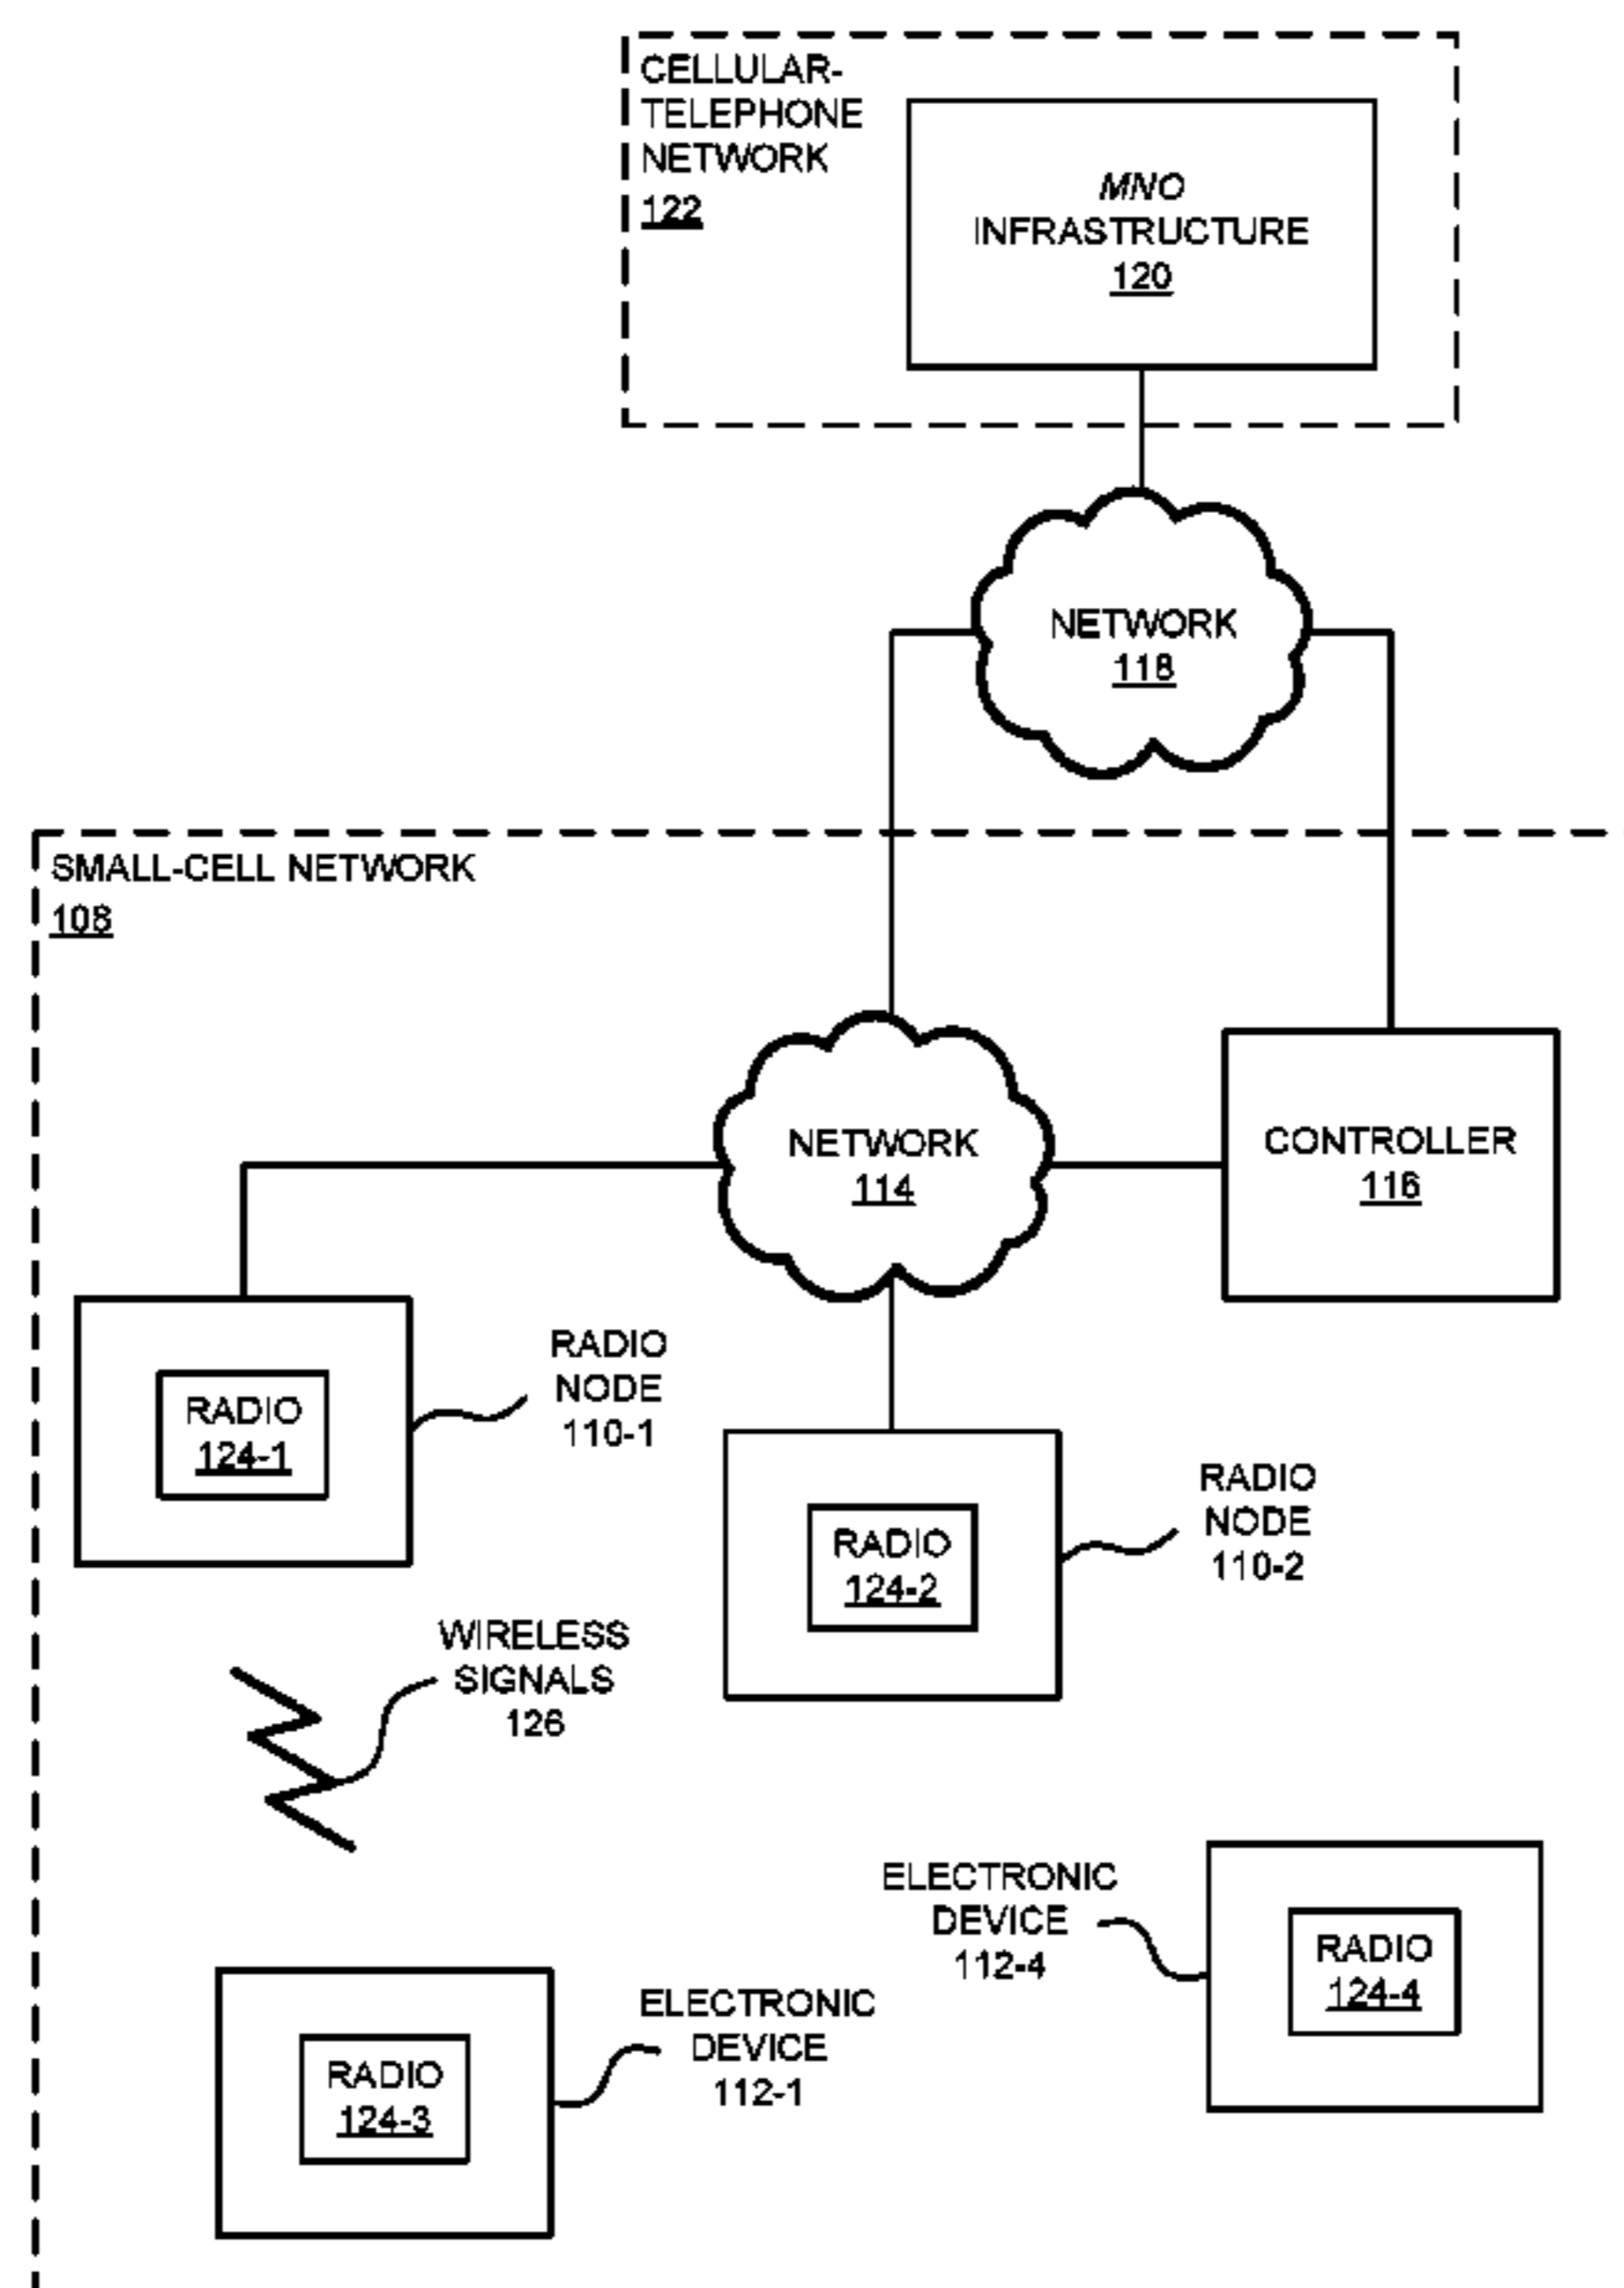 CELLULAR-
TELEPHONE
NETWORK
122
MNO
INFRASTRUCTURE
120
NETWORK
118
SMALL-CELL NETWORK
108
NETWORK
114
CONTROLLER
116
RADIO
124-1
RADIO
NODE
110-1
RADIO
124-2
RADIO
NODE
110-2
WIRELESS
SIGNALS
126
ELECTRONIC
DEVICE
112-4
RADIO
124-4
RADIO
124-3
ELECTRONIC
DEVICE
112-1